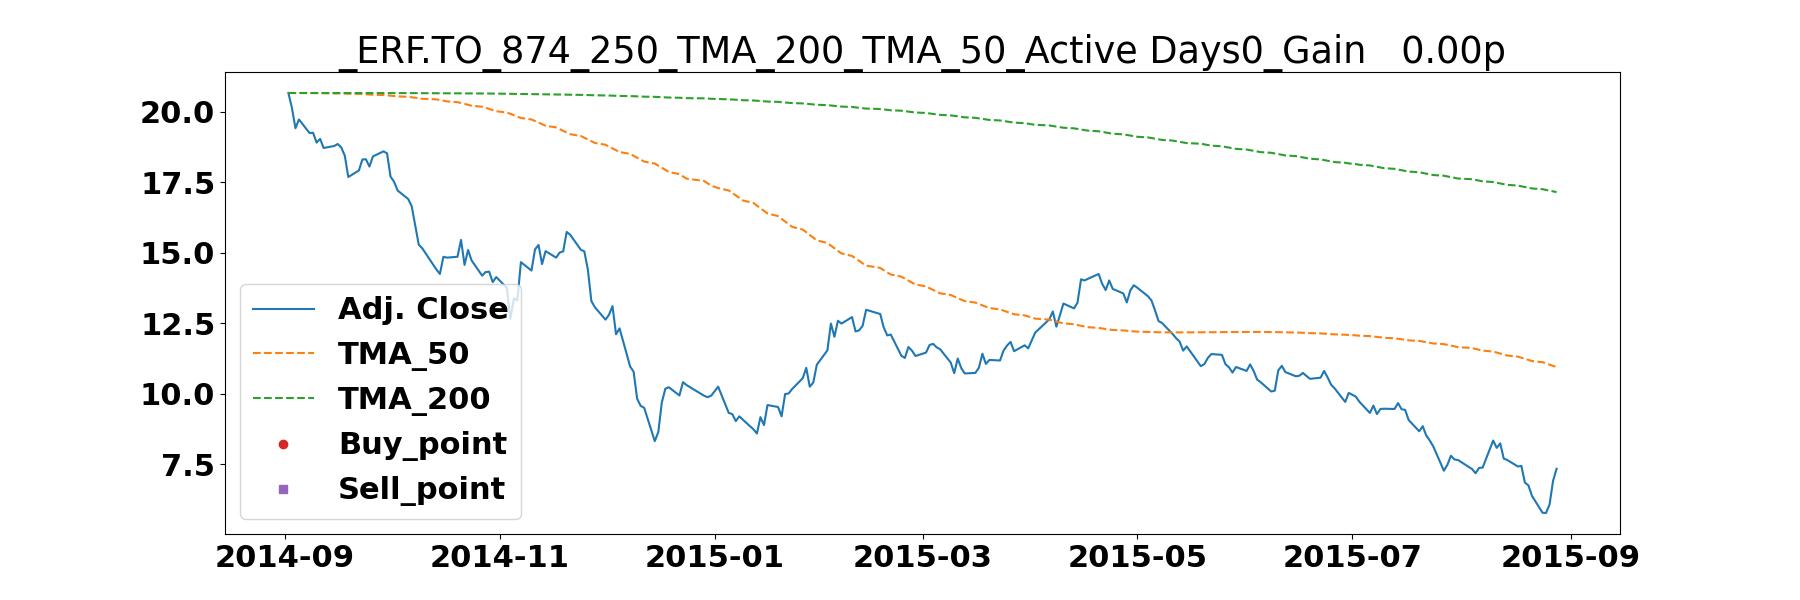 _ERF.TO_874_250_TMA_200_TMA_50_Active Days0_Gain   0.00p
20.0
17.5
15.0
12.5
10.0
7.5
Adj. Close
TMA_50
TMA_200
Buy_point
Sell_point
2014-09 2014-11 2015-01 2015-03 2015-05 2015-07 2015-09